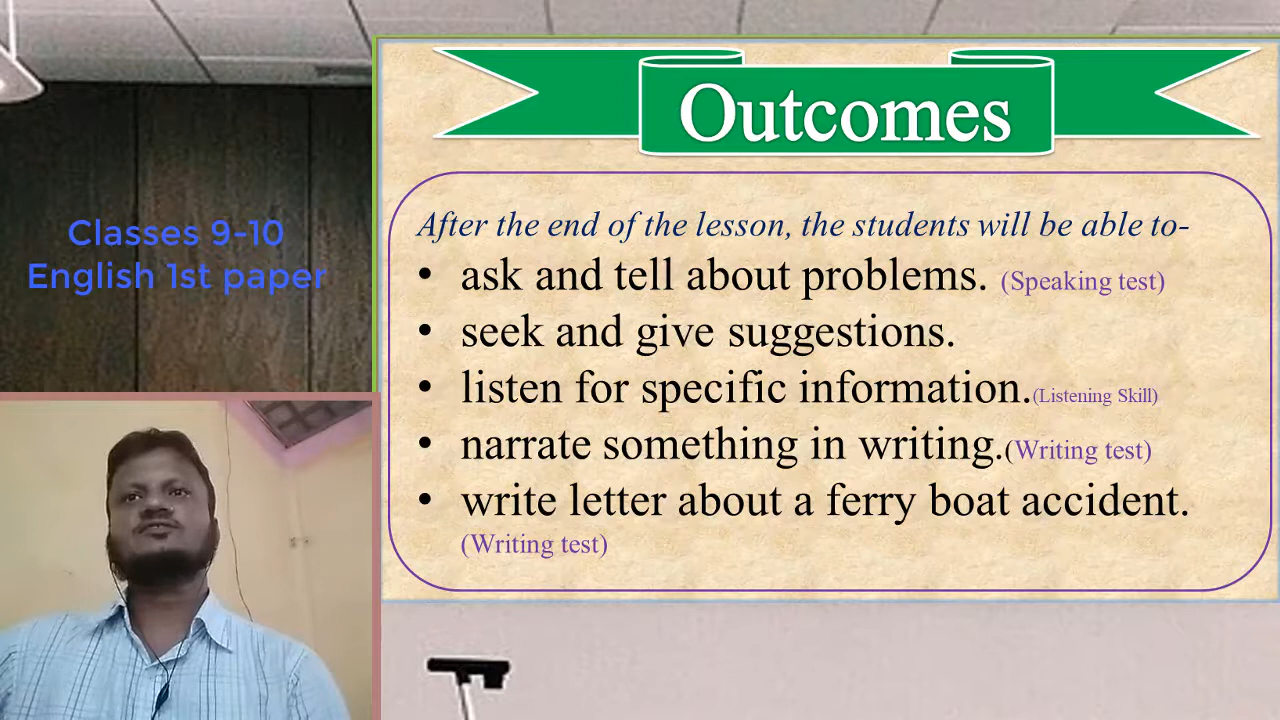 Outcomes
Classes 9-10
English 1st paper
After the end of the lesson, the students will be able to-
• ask and tell about problems. (Speaking test)
• seek and give suggestions.
• listen for specific information.(Listening Skill)
• narrate something in writing.(Writing test)
• write letter about a ferry boat accident.
(Writing test)